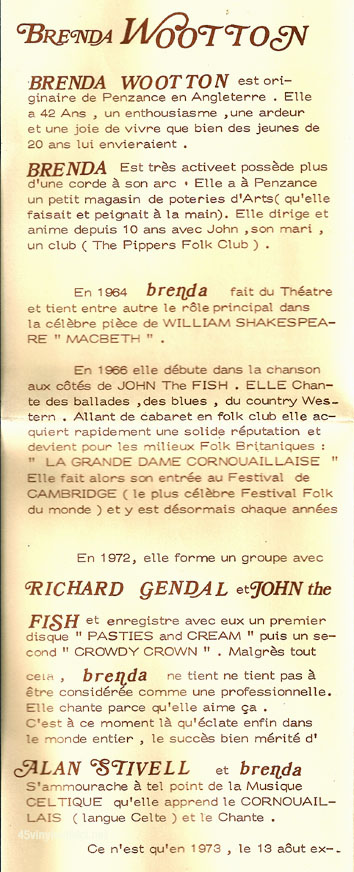 BRENDA WOOTTON
BRENDA WOOTTON est ori-
ginaire de Penzance en Angleterre . Elle
a 42 Ans , un enthousiasme ,une ardeur
et une joie de vivre que bien des jeunes de
20 ans lui envieraient .
BRENDA Est très activeet possède plus
d'une corde à son arc . Elle a à Penzance
un petit magasin de poteries d'Arts( qu'elle
faisait et peignait à la main). Elle dirige et
anime depuis 10 ans avec John ,son mari ,
un club ( The Pippers Folk Club ) .
En 1964 brenda fait du Théatre
et tient entre autre le rôle principal dans
la célèbre pièce de WILLIAM SHAKESPEA-
RE " MACBETH " .
En 1966 elle débute dans la chanson
aux côtés de JOHN The FISH . ELLE Chan-
te des ballades ,des blues , du country Wes-
tern . Allant de cabaret en folk club elle ac-
quiert rapidement une solide réputation et
devient pour les milieux Folk Britaniques :
" LA GRANDE DAME CORNOUAILLAISE "
Elle fait alors son entrée au Festival de
CAMBRIDGE ( le plus célèbre Festival Folk
du monde ) et y est désormais chaque années
En 1972, elle forme un groupe avec
RICHARD GENDAL et JOHN the
FISH et enregistre avec eux un premier
disque " PASTIES and CREAM " puis un se-
cond " CROWDY CROWN " . Malgrès tout
cela , brenda ne tient ne tient pas à
être considérée comme une professionnelle.
Elle chante parce qu'elle aime ça .
C'est à ce moment là qu'éclate enfin dans
le monde entier , le succès bien mérité d'
ALAN STIVELL et brenda
S'ammourache à tel point de la Musique
CELTIQUE qu'elle apprend le CORNOUAIL-
LAIS ( langue Celte ) et le Chante .
Ce n'est qu'en 1973 , le 13 aôut ex-.